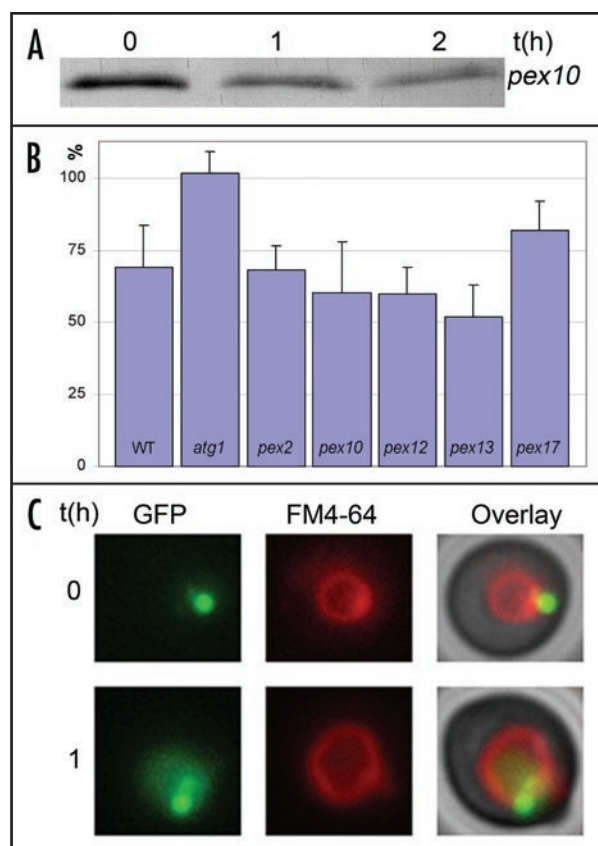 A 0 1 2 t(h)
pex10
B %
100
75
50
25
0
WT atg1 pex2 pex10 pex12 pex13 pex17
C t(h) GFP FM4-64 Overlay
0
1